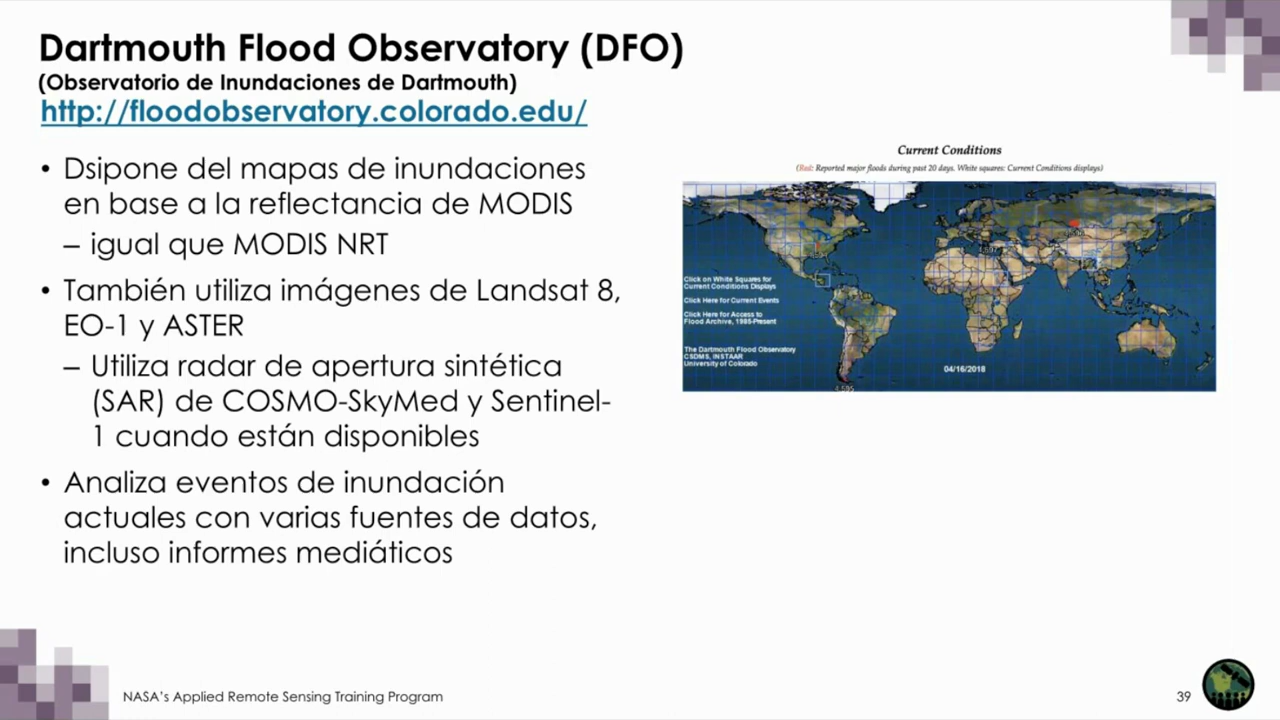 Dartmouth Flood Observatory (DFO)
(Observatorio de Inundaciones de Dartmouth)
http://floodobservatory.colorado.edu/
• Dsipone del mapas de inundaciones
en base a la reflectancia de MODIS
– igual que MODIS NRT
• También utiliza imágenes de Landsat 8,
EO-1 y ASTER
– Utiliza radar de apertura sintética
(SAR) de COSMO-SkyMed y Sentinel-
1 cuando están disponibles
• Analiza eventos de inundación
actuales con varias fuentes de datos,
incluso informes mediáticos
Current Conditions
(Red: Reported major floods during past 20 days. White squares: Current Conditions displays)
Click on White Squares for
Current Conditions Displays
Click Here for Current Events
Click Here for Access to
Flood Archive, 1985-Present
The Dartmouth Flood Observatory
CSDMS, INSTAAR
University of Colorado
04/16/2018
4,595
NASA's Applied Remote Sensing Training Program
39